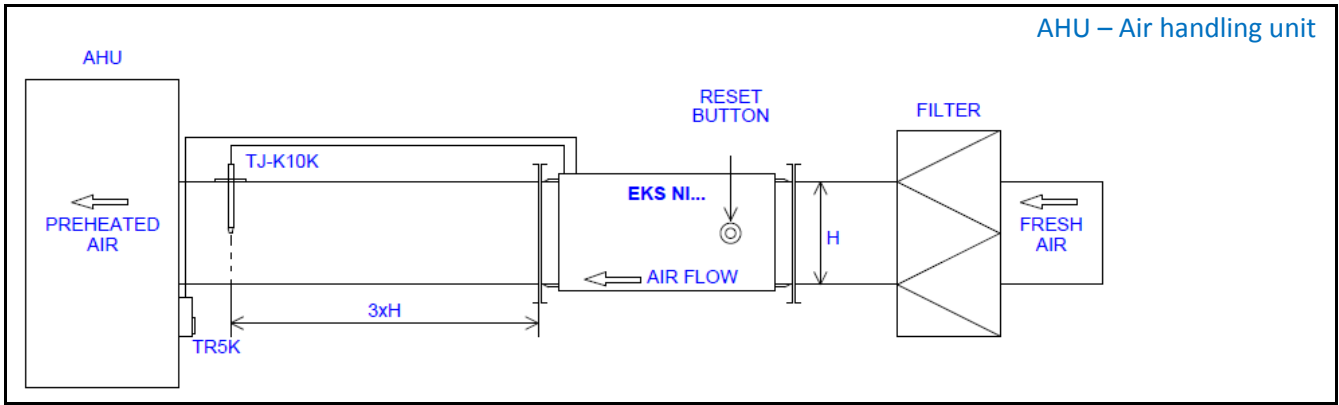 AHU – Air handling unit
AHU
RESET
BUTTON
FILTER
TJ-K10K
EKS NI...
PREHEATED
AIR
H
FRESH
AIR
AIR FLOW
3xH
TR5K